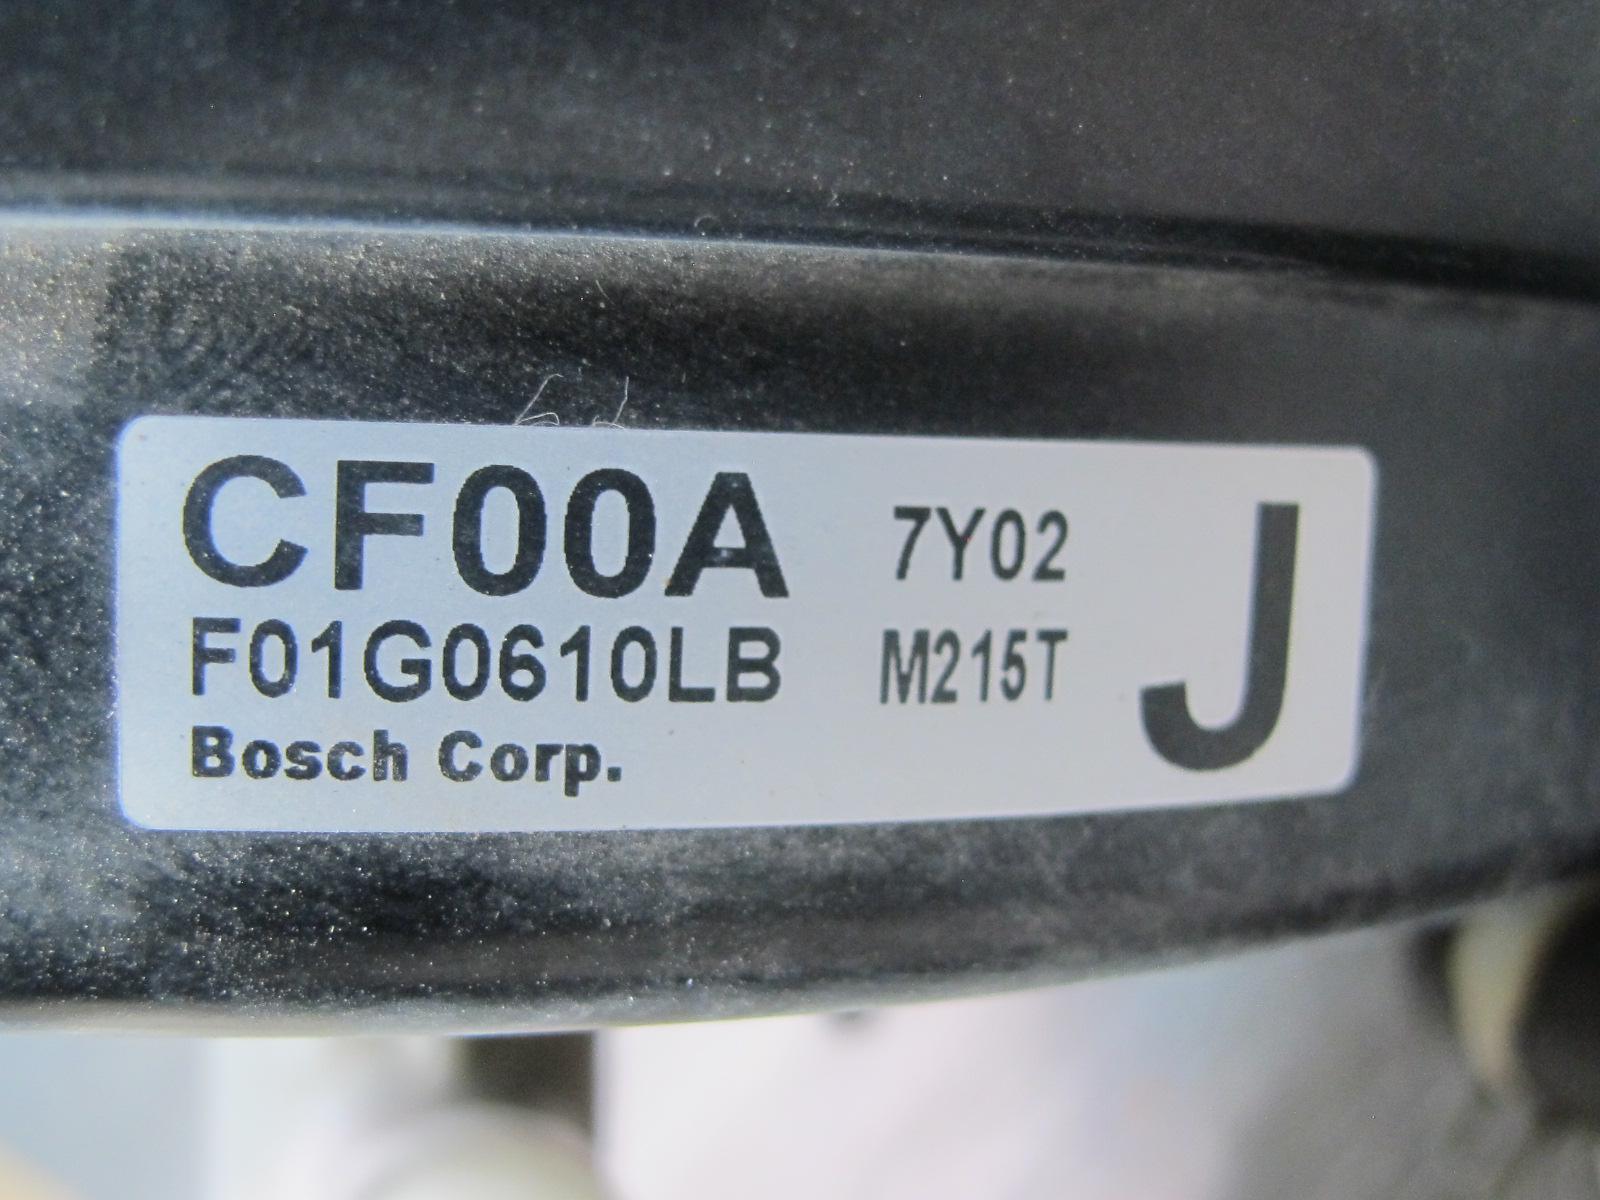 CF00A 7Y02 J
F01G0610LB M215T
Bosch Corp.